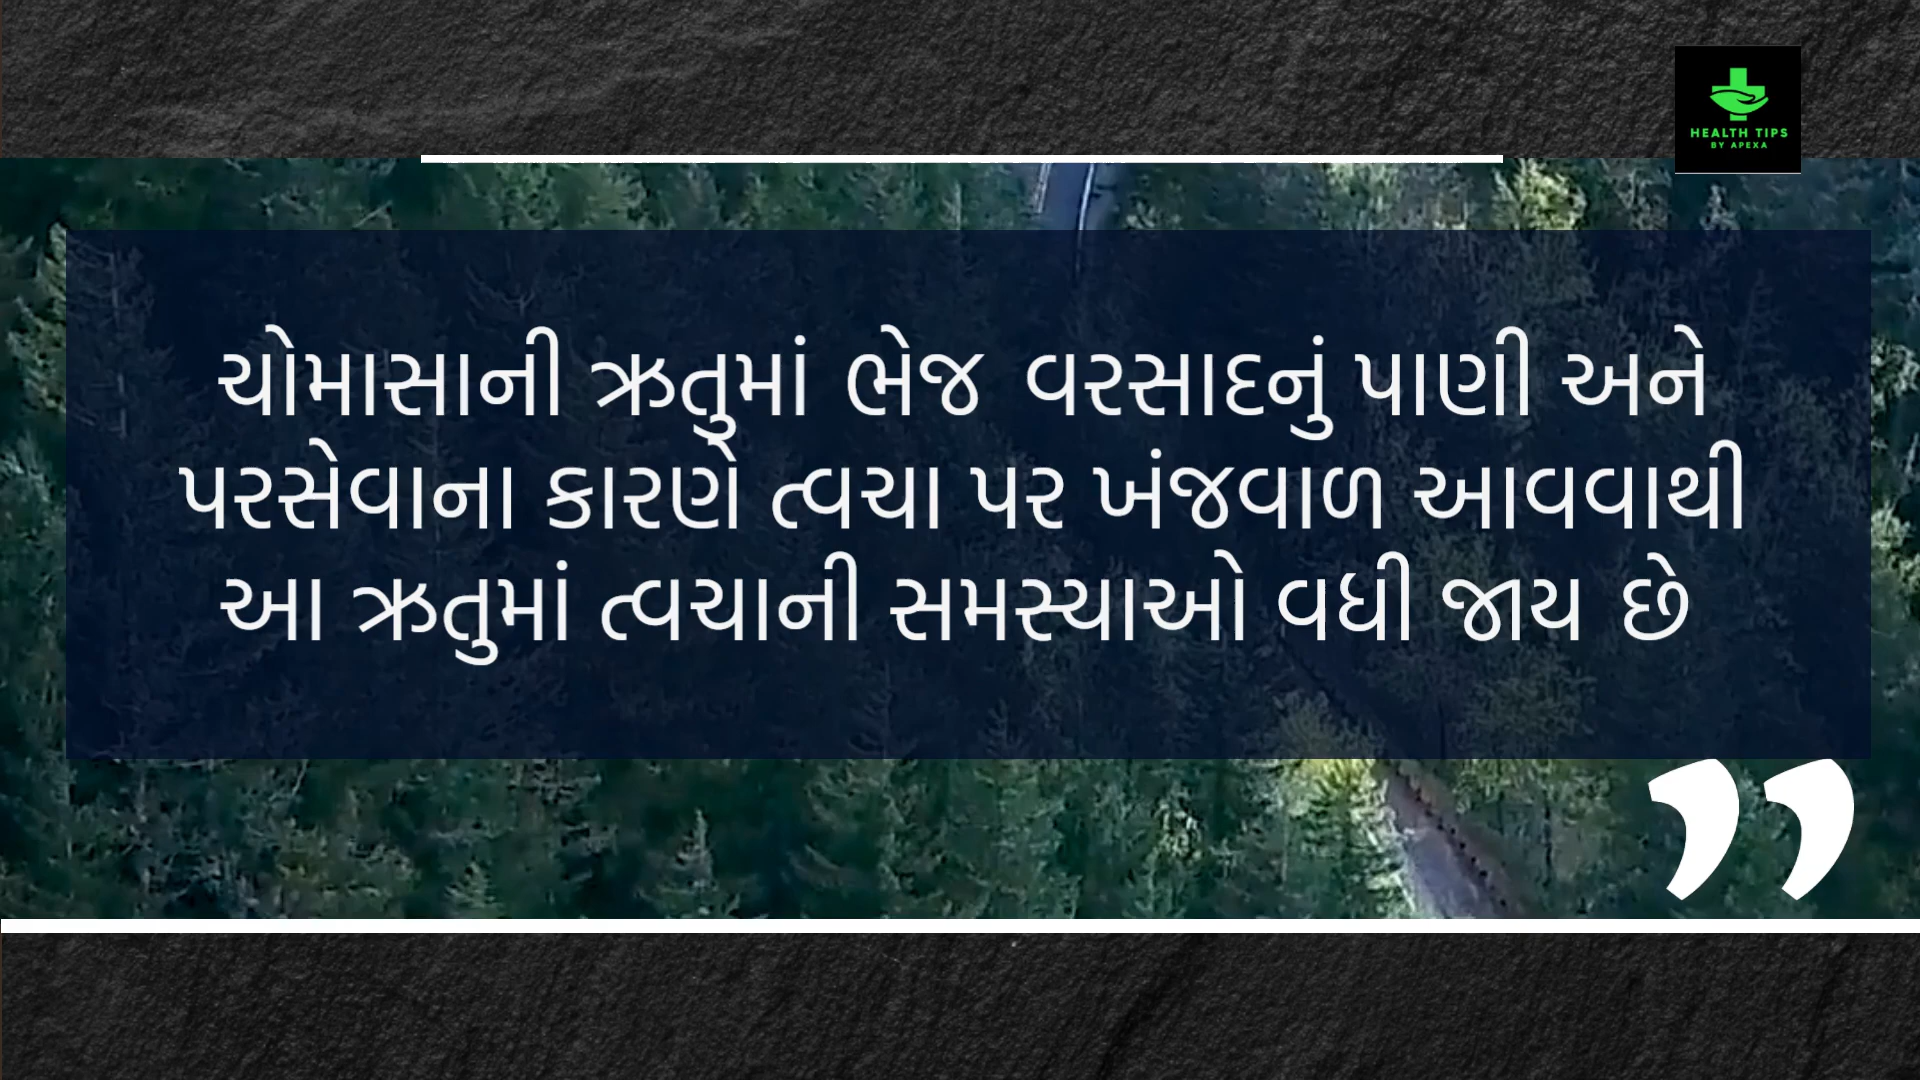 HEALTH TIPS
BY APEXA
ચોમાસાની ઋતુમાં ભેજ વરસાદનું પાણી અને
પરસેવાના કારણે ત્વચા પર ખંજવાળ આવવાથી
આ ઋતુમાં ત્વચાની સમસ્યાઓ વધી જાય છે
”